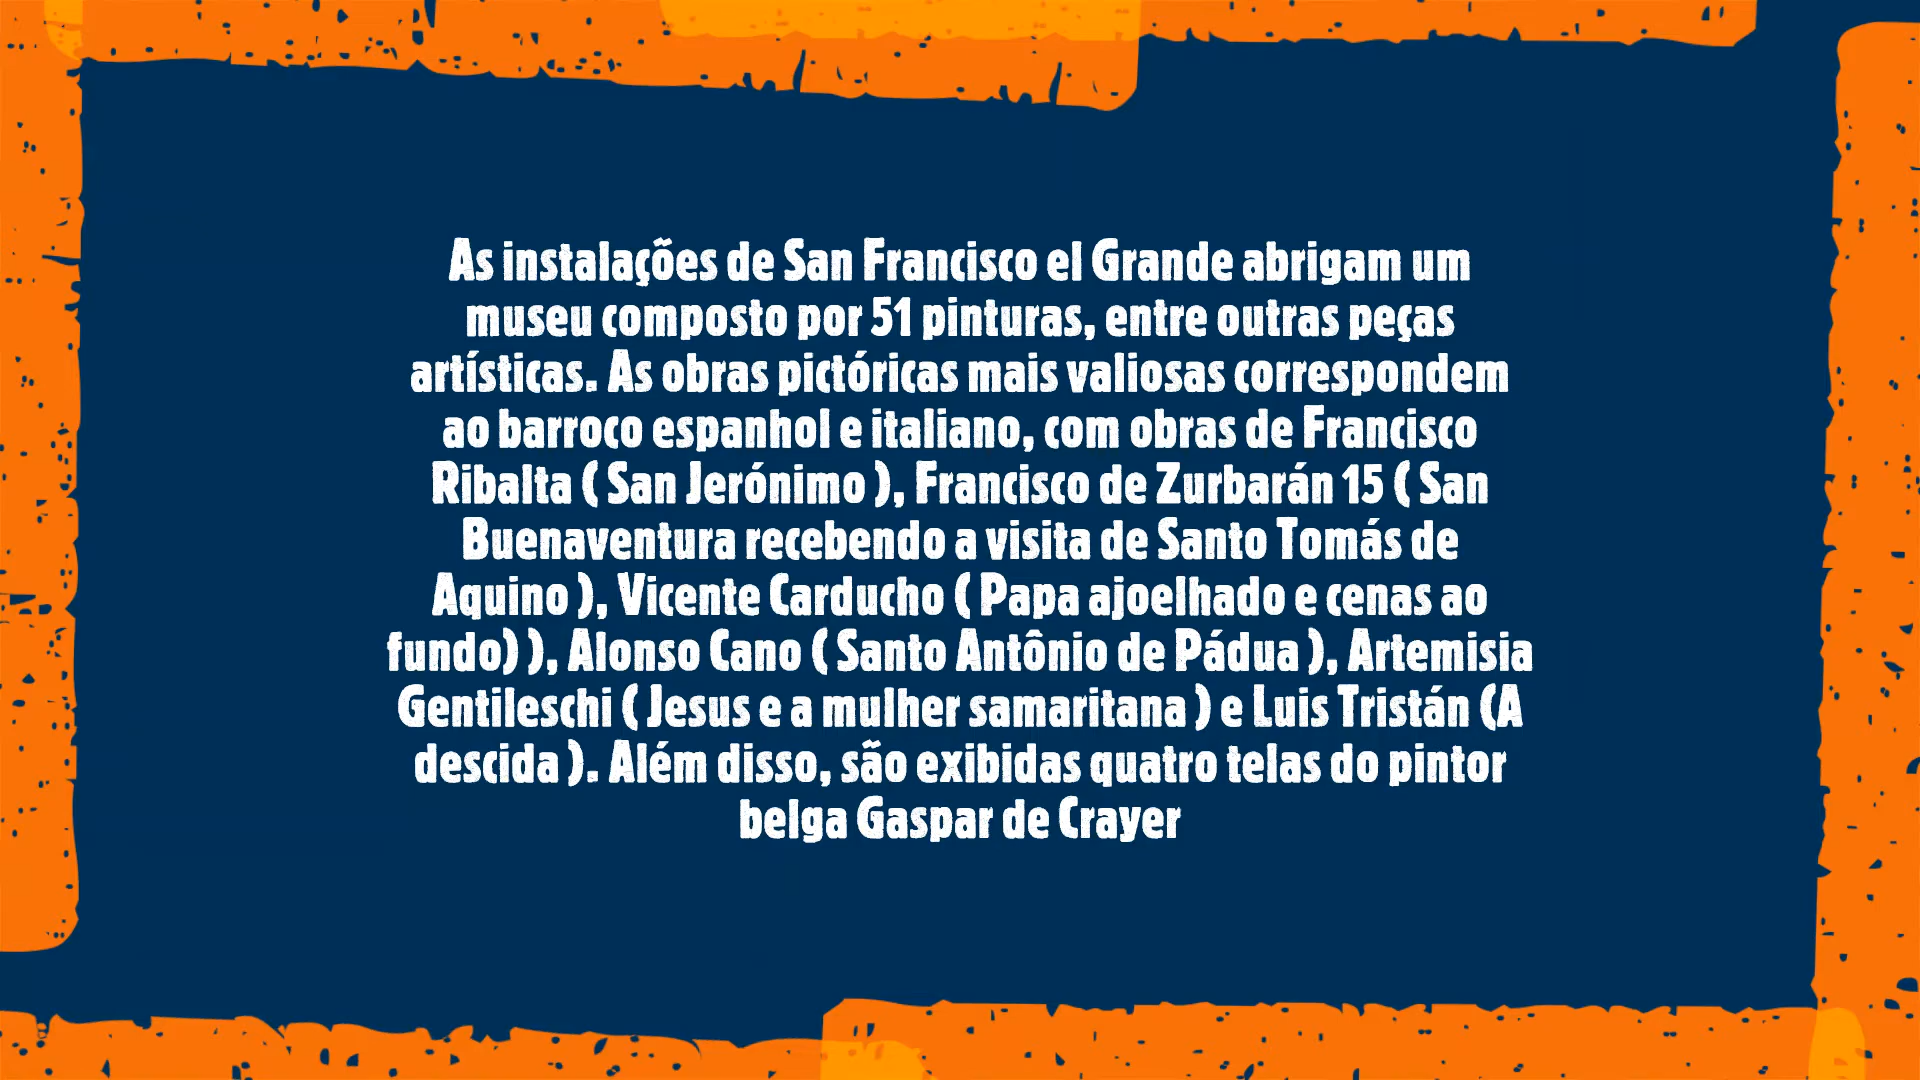 As instalações de San Francisco el Grande abrigam um
museu composto por 51 pinturas, entre outras peças
artísticas. As obras pictóricas mais valiosas correspondem
ao barroco espanhol e italiano, com obras de Francisco
Ribalta ( San Jerónimo ), Francisco de Zurbarán 15 ( San
Buenaventura recebendo a visita de Santo Tomás de
Aquino ), Vicente Carducho ( Papa ajoelhado e cenas ao
fundo) ), Alonso Cano ( Santo Antônio de Pádua ), Artemisia
Gentileschi ( Jesus e a mulher samaritana ) e Luis Tristán (A
descida ). Além disso, são exibidas quatro telas do pintor
belga Gaspar de Crayer